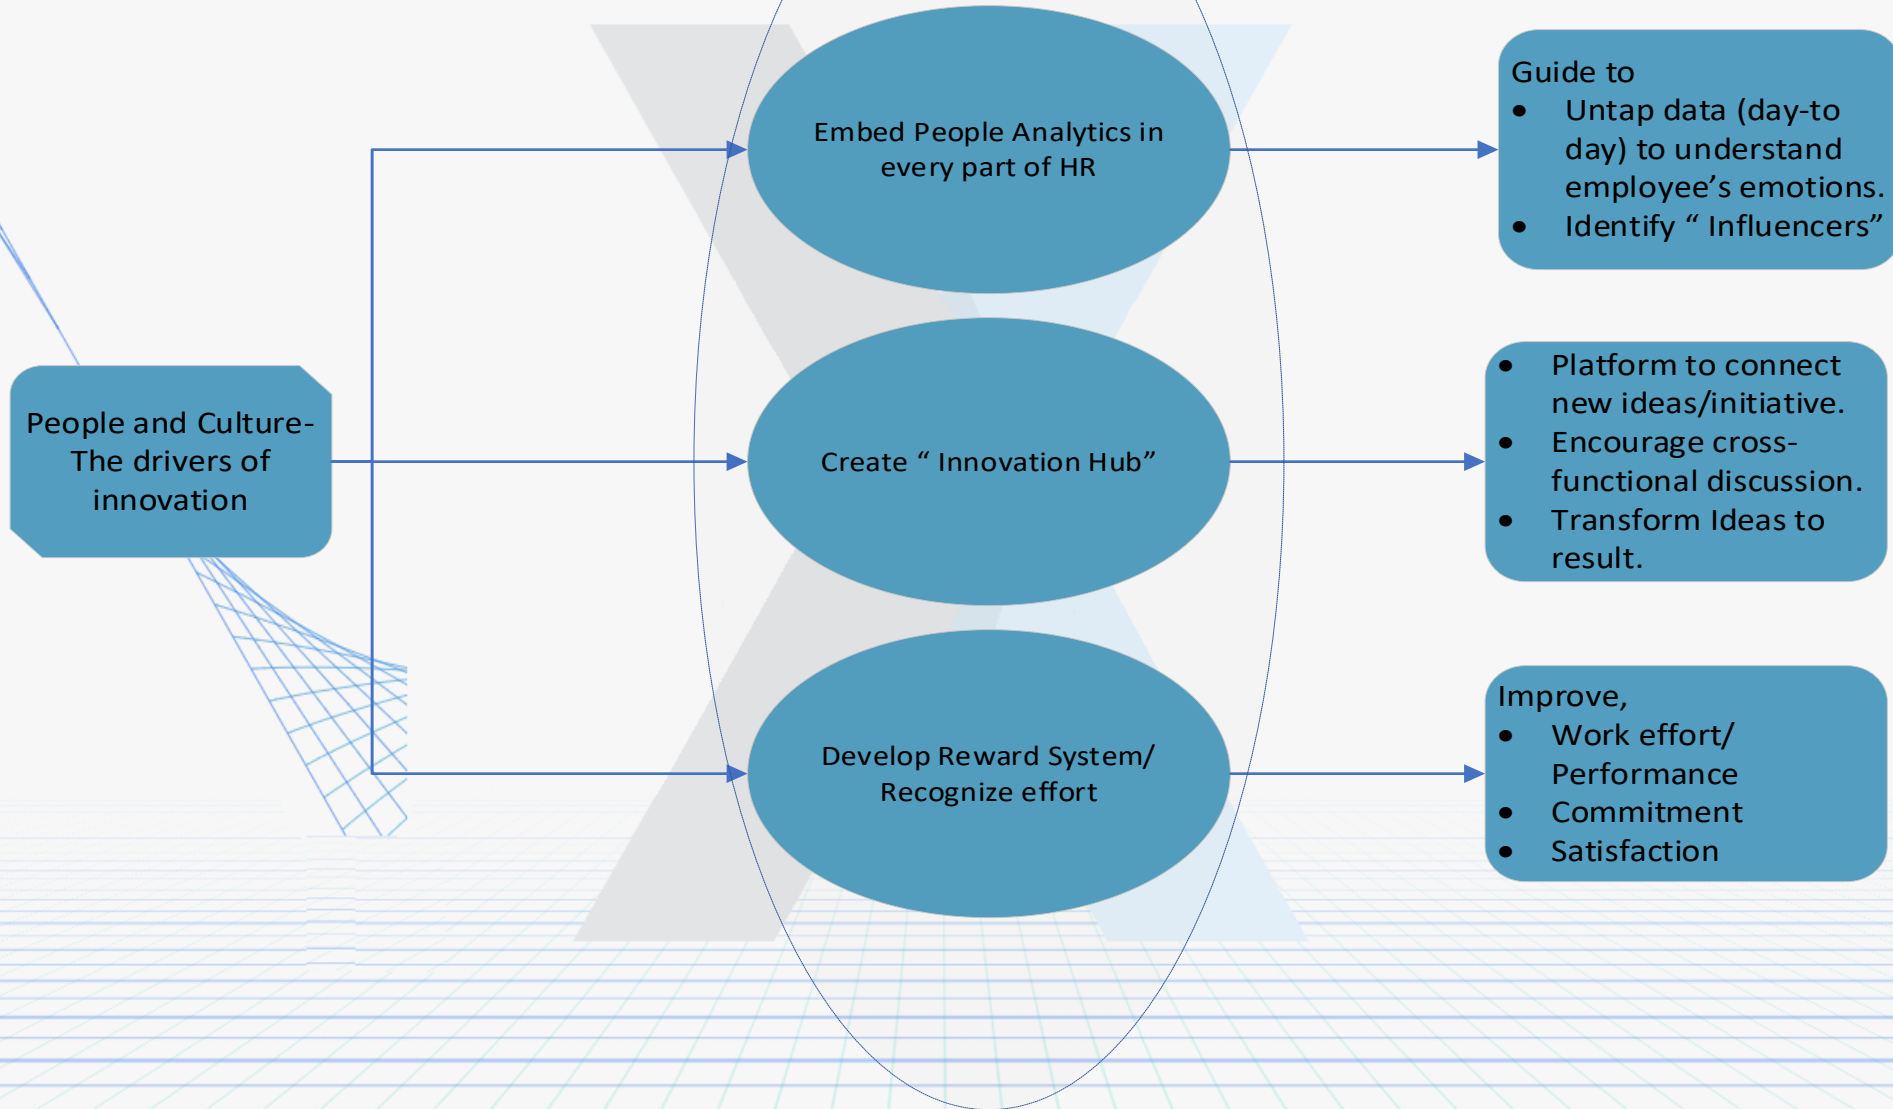 People and Culture-
The drivers of
innovation
Embed People Analytics in
every part of HR
Guide to
• Untap data (day-to
day) to understand
employee’s emotions.
• Identify “ Influencers”
Create “ Innovation Hub”
• Platform to connect
new ideas/initiative.
• Encourage cross-
functional discussion.
• Transform Ideas to
result.
Develop Reward System/
Recognize effort
Improve,
• Work effort/
Performance
• Commitment
• Satisfaction